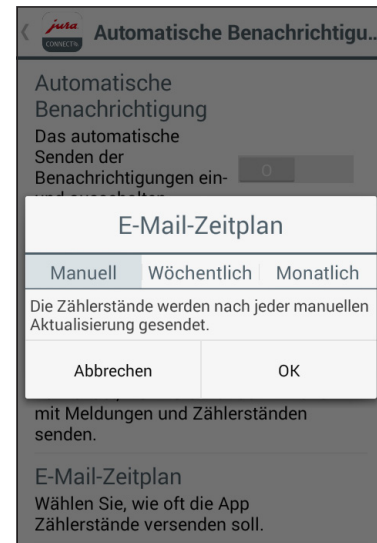 jura
CONNECT
Automatische Benachrichtigu..
Automatische
Benachrichtigung
Das automatische
Senden der
Benachrichtigungen ein-
und ausschalten
E-Mail-Zeitplan
Manuell Wöchentlich Monatlich
Die Zählerstände werden nach jeder manuellen
Aktualisierung gesendet.
Abbrechen OK
mit Meldungen und Zählerständen
senden.
E-Mail-Zeitplan
Wählen Sie, wie oft die App
Zählerstände versenden soll.